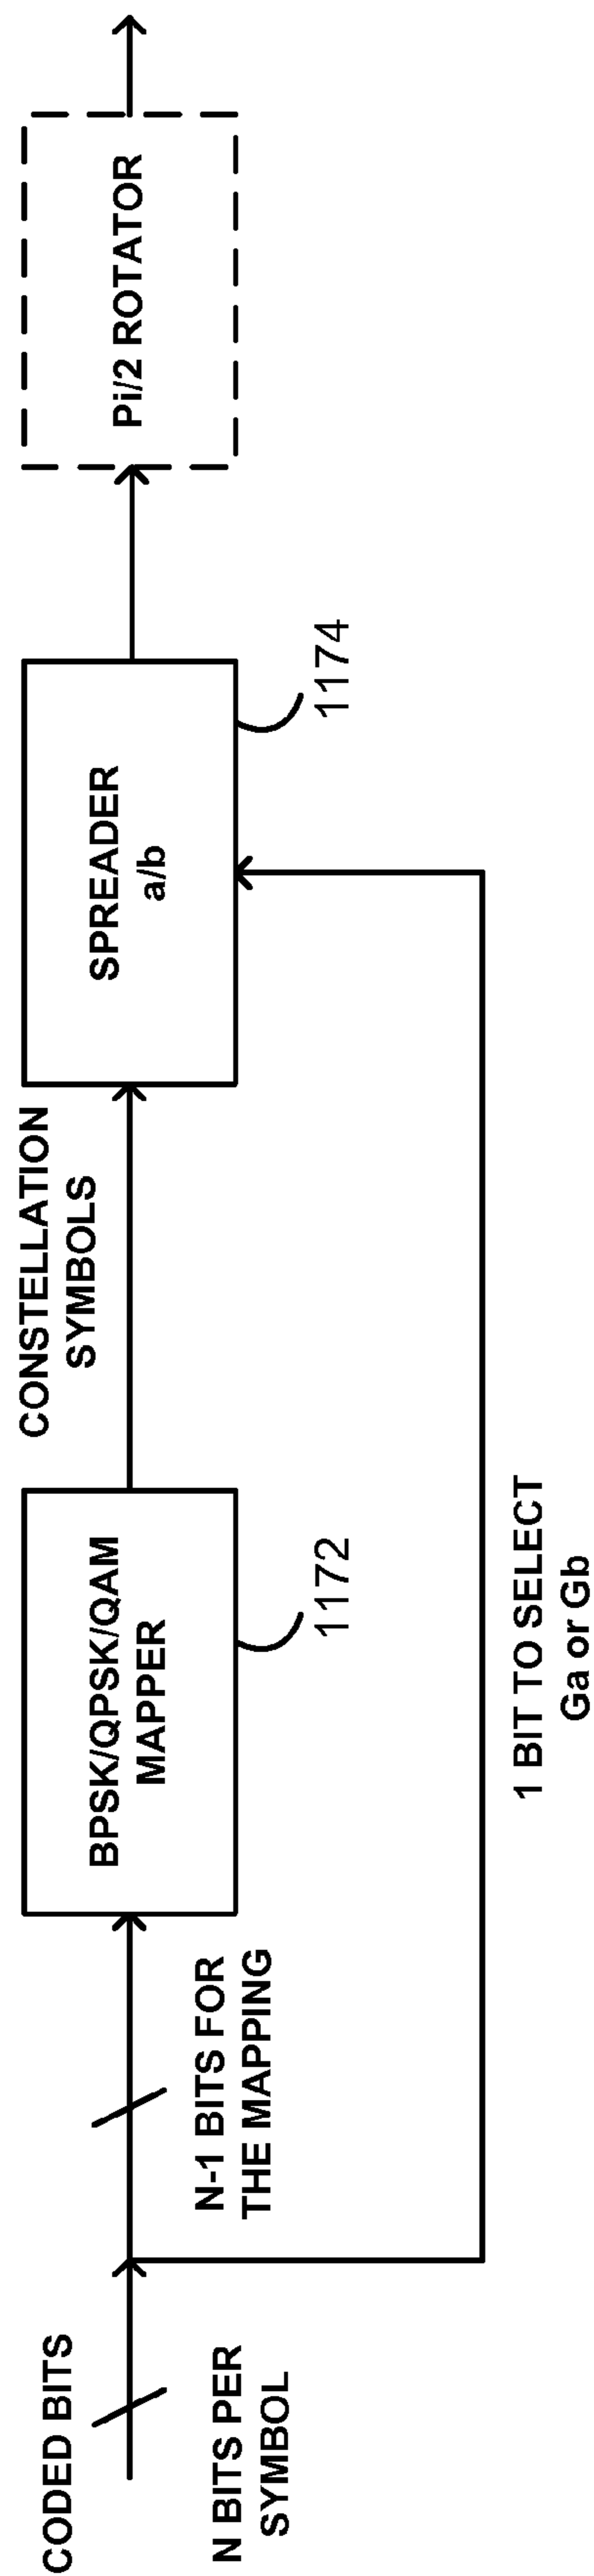 CODED BITS
N BITS PER
SYMBOL
N-1 BITS FOR
THE MAPPING
BPSK/QPSK/QAM
MAPPER
1172
CONSTELLATION
SYMBOLS
1 BIT TO SELECT
Ga or Gb
SPREADER
a/b
1174
Pi/2 ROTATOR